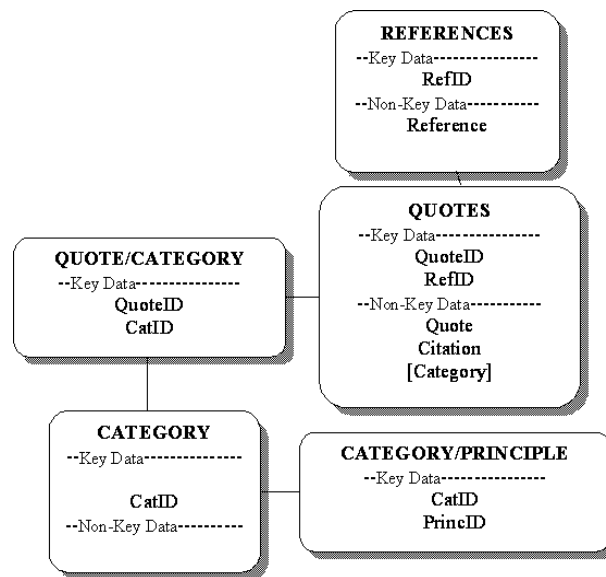 REFERENCES
--Key Data----------------------
RefID
--Non-Key Data---------------
Reference
QUOTES
--Key Data----------------------
QuoteID
RefID
--Non-Key Data---------------
Quote
Citation
[Category]
QUOTE/CATEGORY
--Key Data------------------
QuoteID
CatID
CATEGORY
--Key Data------------------
CatID
--Non-Key Data-----------
CATEGORY/PRINCIPLE
--Key Data------------------
CatID
PrincID